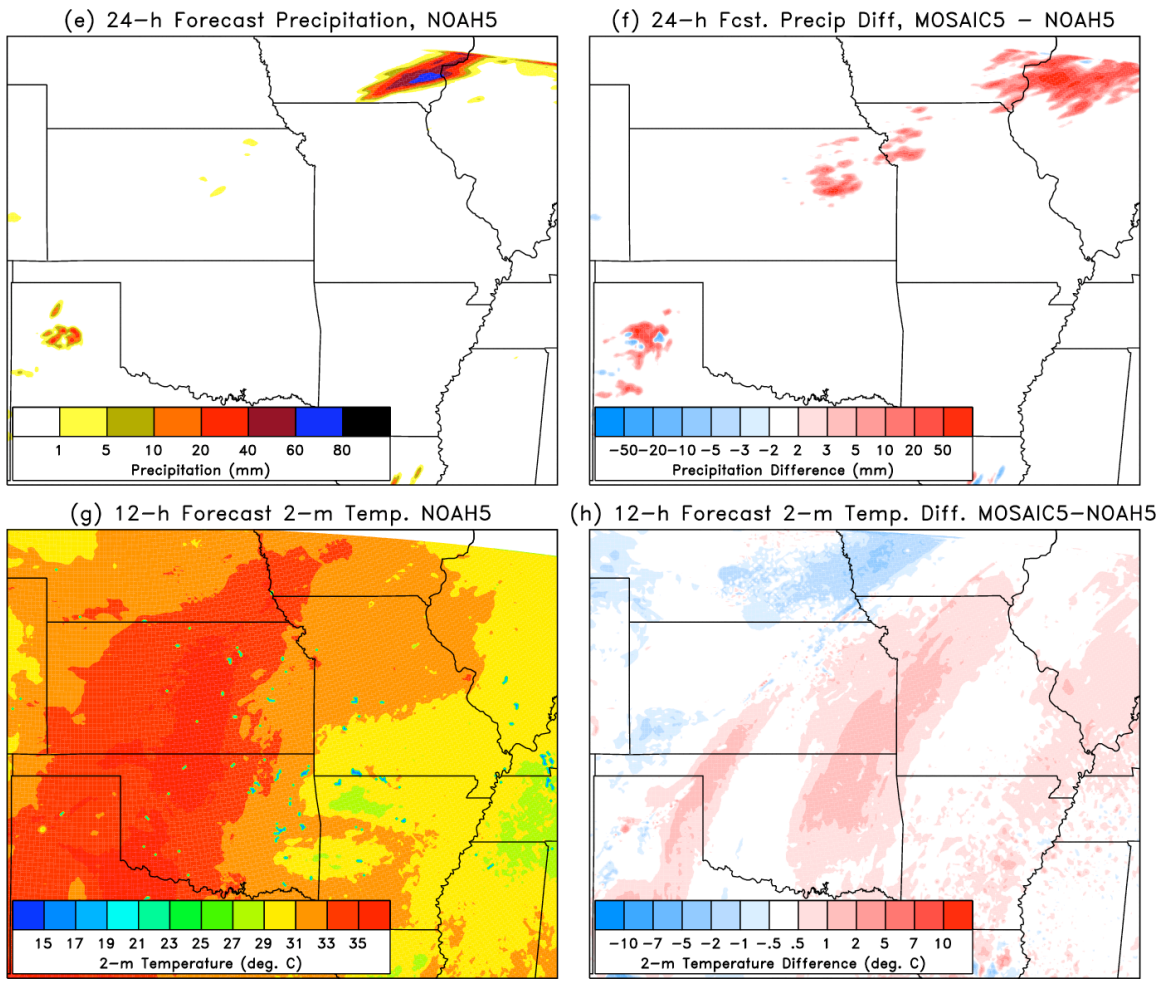 (e) 24-h Forecast Precipitation, NOAH5
(f) 24-h Fcst. Precip Diff, MOSAIC5 - NOAH5
1 5 10 20 40 60 80
Precipitation (mm)
-50-20-10 -5 -3 -2 2 3 5 10 20 50
Precipitation Difference (mm)
(g) 12-h Forecast 2-m Temp. NOAH5
(h) 12-h Forecast 2-m Temp. Diff. MOSAIC5-NOAH5
15 17 19 21 23 25 27 29 31 33 35
2-m Temperature (deg. C)
-10 -7 -5 -2 -1 -.5 .5 1 2 5 7 10
2-m Temperature Difference (deg. C)